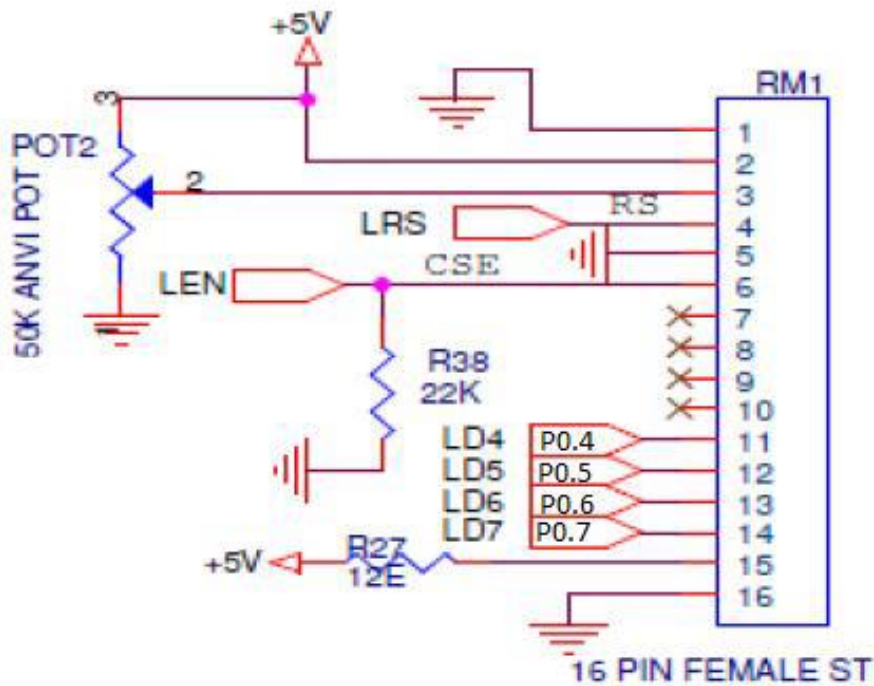 +5V
RM1
3
1
POT2
2
2
3
RS
LRS
4
5
50K ANVI POT
CSE
LEN
6
1
7
R38
8
22K
9
10
LD4 P0.4 11
LD5 P0.5 12
LD6 P0.6 13
LD7 P0.7 14
R27
+5V
12E
15
16
16 PIN FEMALE ST